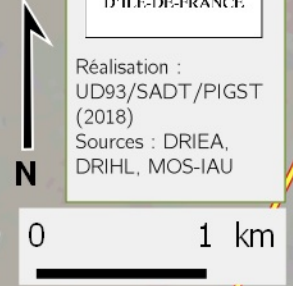 D'ILE-DE-FRANCE
Réalisation :
UD93/SADT/PIGST
(2018)
Sources : DRIEA,
DRIHL, MOS-IAU
N
0 1 km